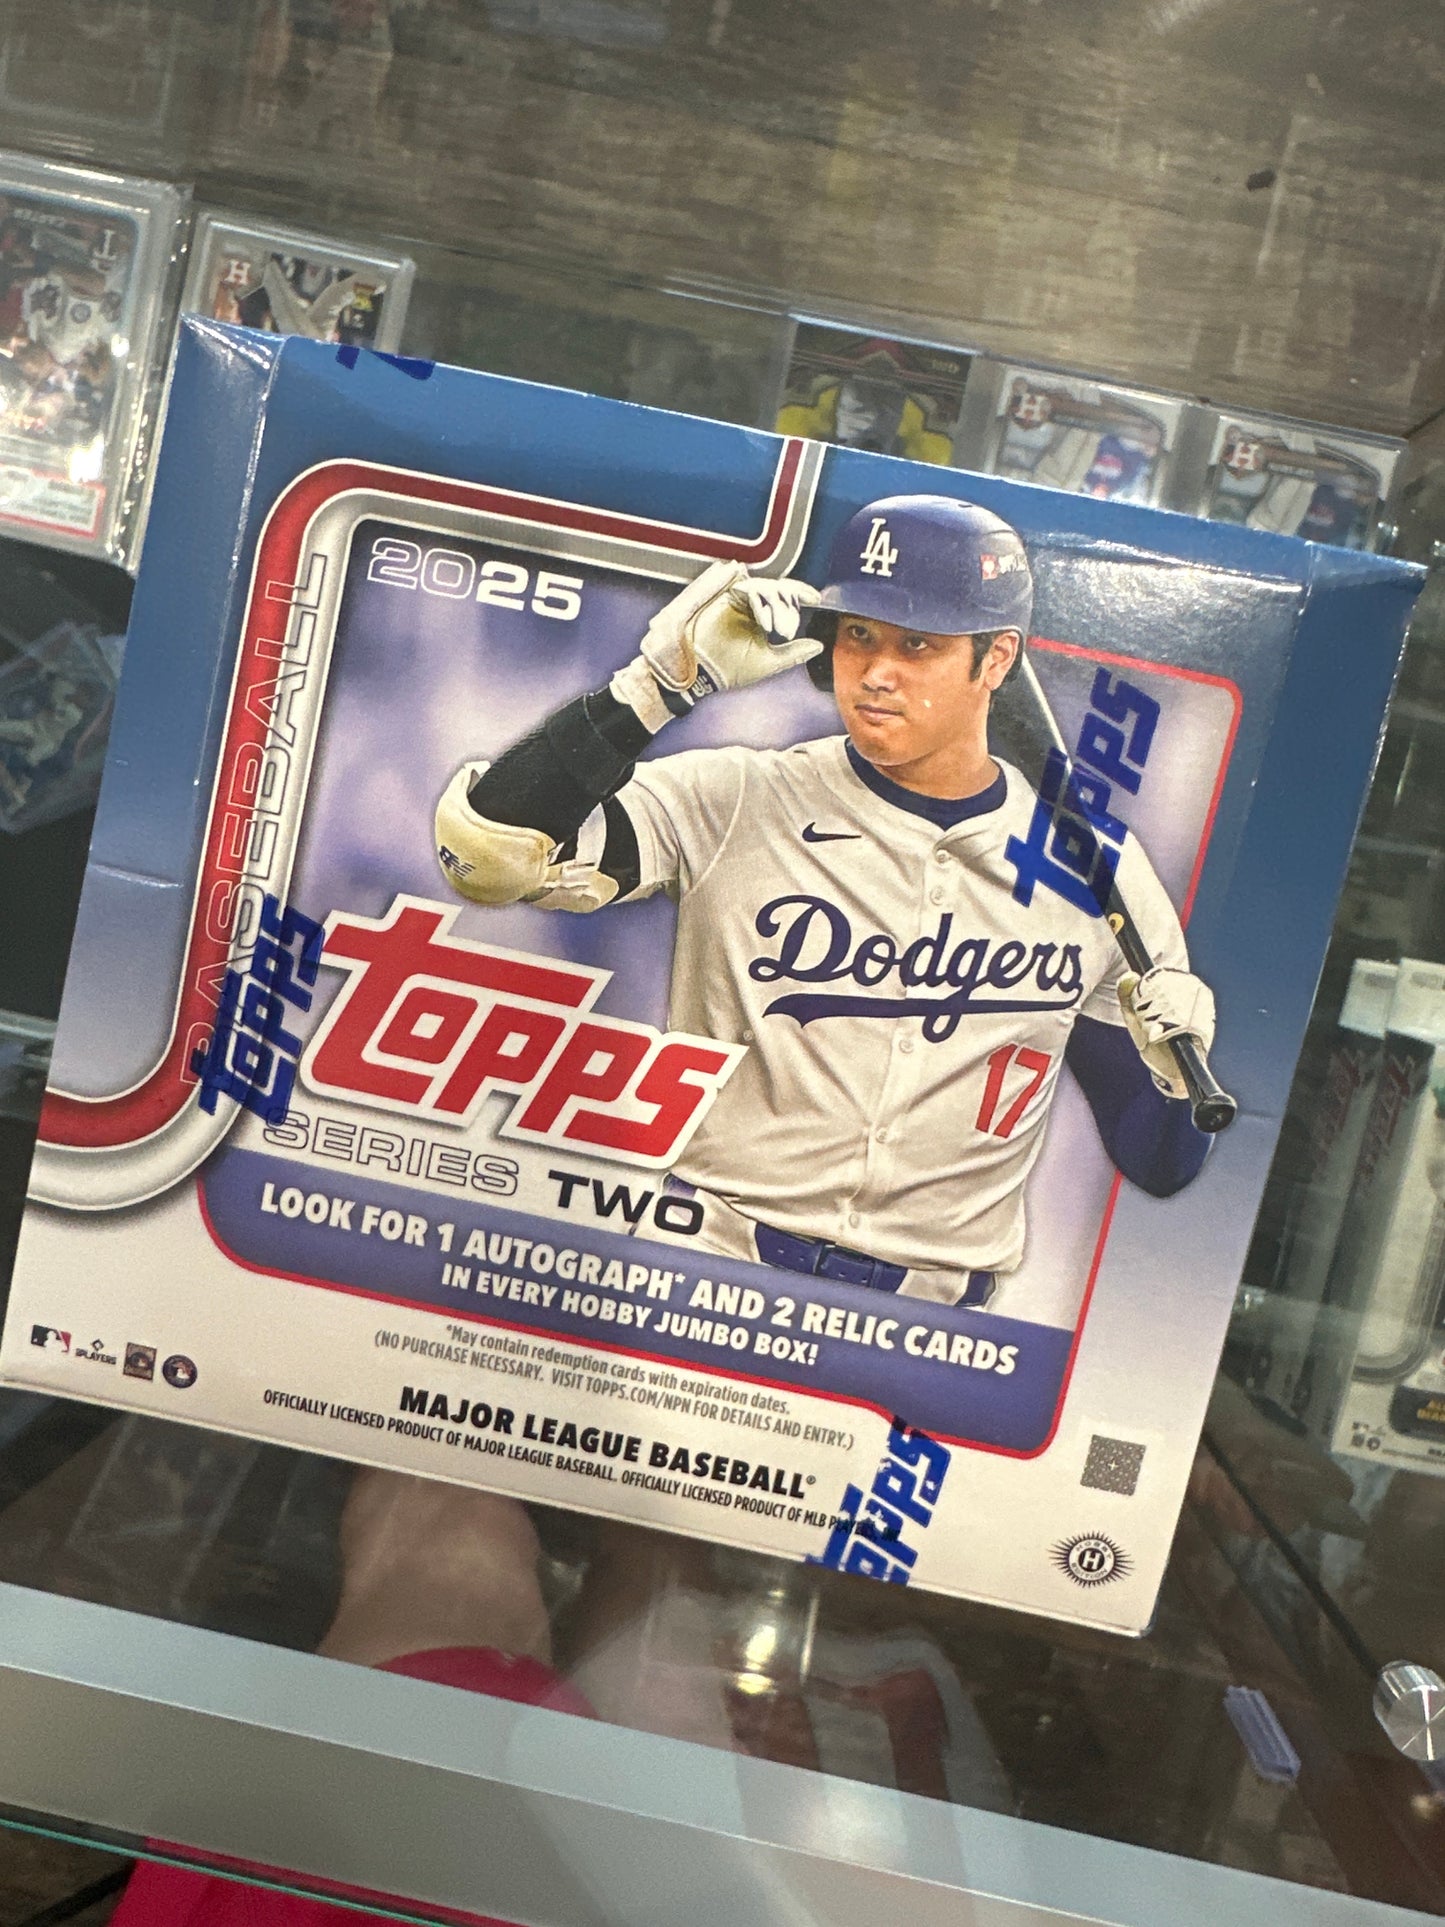 2025
BASEBALL
LA
Dodgers
17
topps
topps
topps
SERIES TWO
LOOK FOR 1 AUTOGRAPH* AND 2 RELIC CARDS
IN EVERY HOBBY JUMBO BOX!
*May contain redemption cards with expiration dates.
(NO PURCHASE NECESSARY. VISIT TOPPS.COM/NPN FOR DETAILS AND ENTRY.)
MAJOR LEAGUE BASEBALL®
OFFICIALLY LICENSED PRODUCT OF MAJOR LEAGUE BASEBALL. OFFICIALLY LICENSED PRODUCT OF MLB PLAYERS, INC.
PLAYERS
topps
HOBBY
H
EDITION
H
H
H